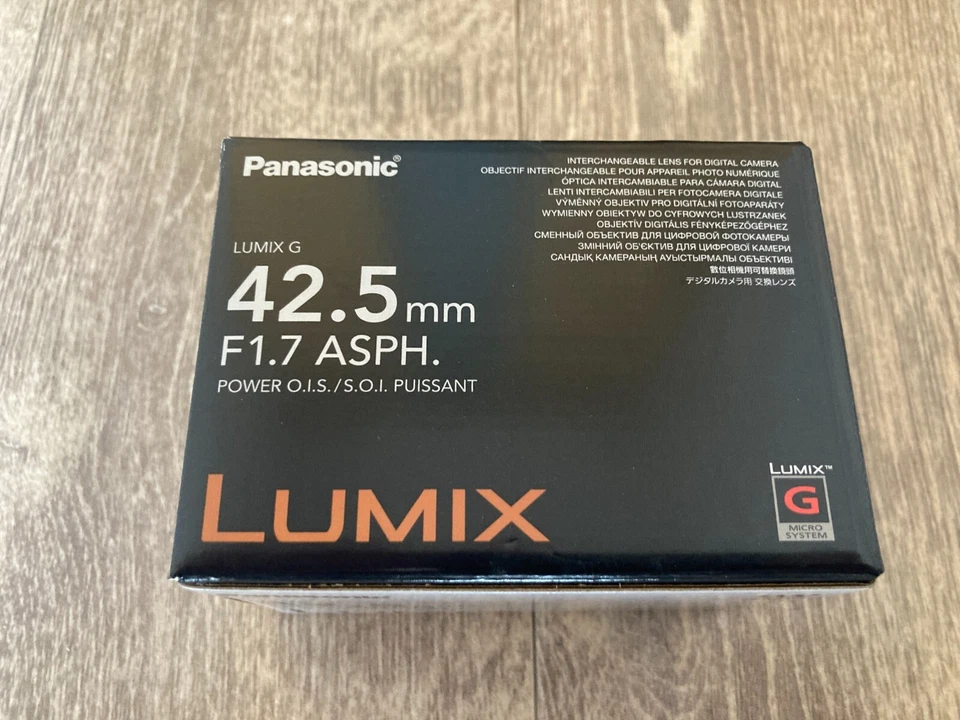 Panasonic®
INTERCHANGEABLE LENS FOR DIGITAL CAMERA
OBJECTIF INTERCHANGEABLE POUR APPAREIL PHOTO NUMÉRIQUE
ÓPTICA INTERCAMBIABLE PARA CÁMARA DIGITAL
LENTI INTERCAMBIABILI PER FOTOCAMERA DIGITALE
VÝMĚNNÝ OBJEKTIV PRO DIGITÁLNÍ FOTOAPARÁTY
WYMIENNY OBIEKTYW DO CYFROWYCH LUSTRZANEK
OBJEKTÍV DIGITÁLIS FÉNYKÉPEZŐGÉPHEZ
СМЕННЫЙ ОБЪЕКТИВ ДЛЯ ЦИФРОВОЙ ФОТОКАМЕРЫ
ЗМІННИЙ ОБ'ЄКТИВ ДЛЯ ЦИФРОВОЇ КАМЕРИ
САНДЫҚ КАМЕРАНЫҢ АУЫСТЫРМАЛЫ ОБЪЕКТИВІ
數位相機用可替換鏡頭
デジタルカメラ用 交換レンズ
LUMIX G
42.5mm
F1.7 ASPH.
POWER O.I.S./S.O.I. PUISSANT
LUMIX
LUMIX™
G
MICRO
SYSTEM